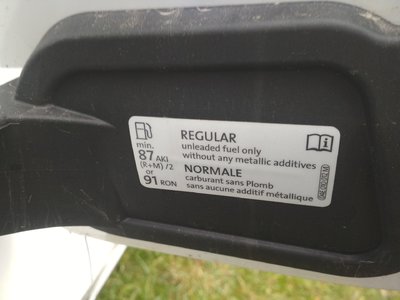 REGULAR
unleaded fuel only
without any metallic additives
NORMALE
carburant sans Plomb
sans aucune additif métallique
min.
87 AKI
(R+M)/2
or
91 RON